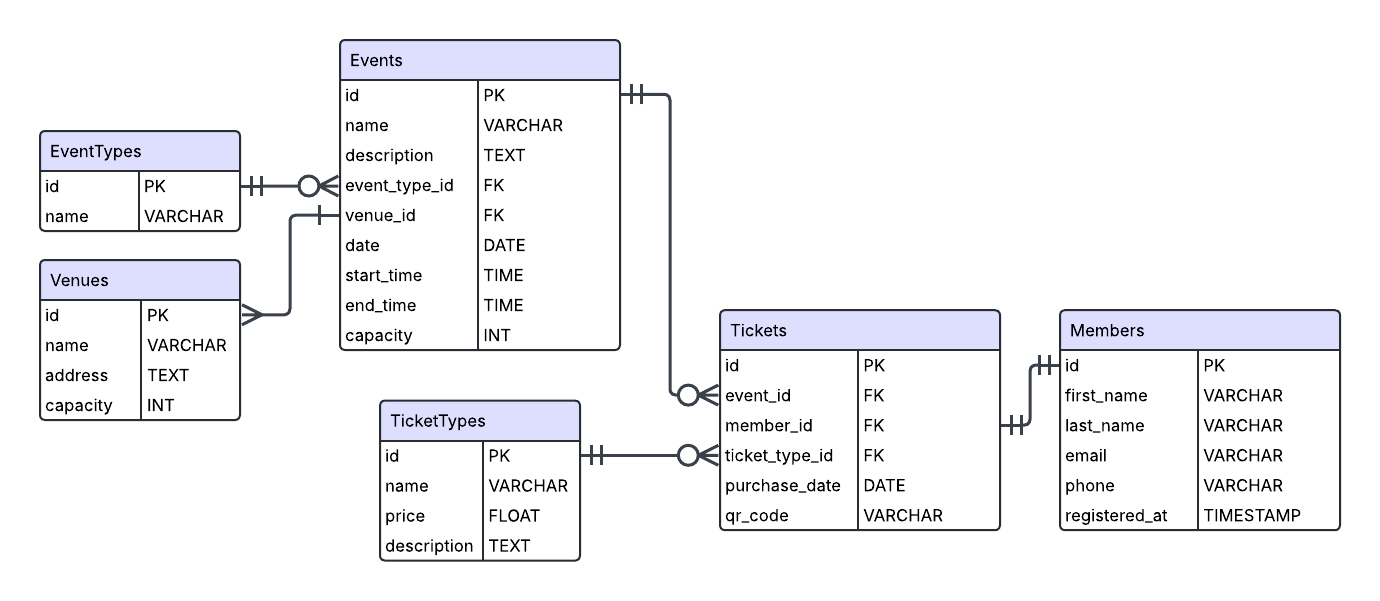 Events
id PK
name VARCHAR
description TEXT
event_type_id FK
venue_id FK
date DATE
start_time TIME
end_time TIME
capacity INT
EventTypes
id PK
name VARCHAR
Venues
id PK
name VARCHAR
address TEXT
capacity INT
Tickets
id PK
event_id FK
member_id FK
ticket_type_id FK
purchase_date DATE
qr_code VARCHAR
Members
id PK
first_name VARCHAR
last_name VARCHAR
email VARCHAR
phone VARCHAR
registered_at TIMESTAMP
TicketTypes
id PK
name VARCHAR
price FLOAT
description TEXT